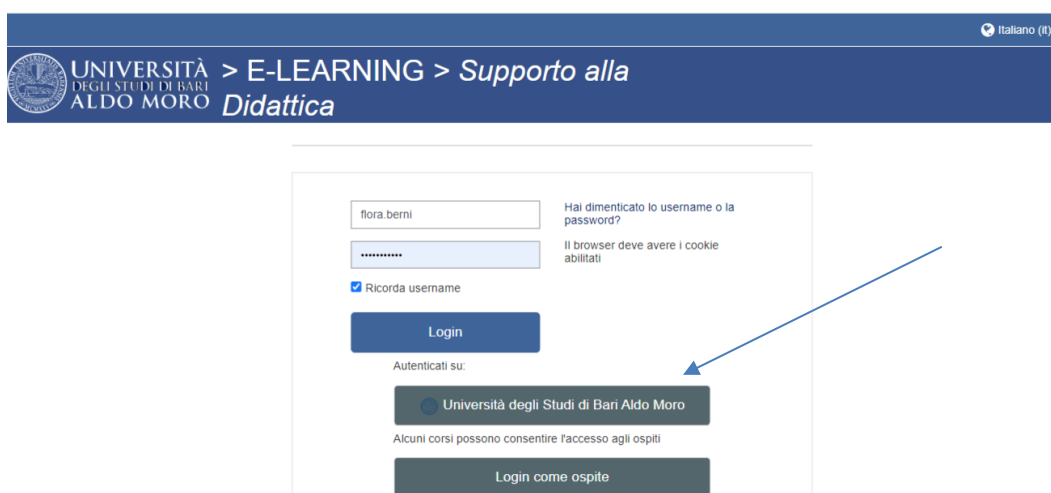 Italiano (it)
UNIVERSITÀ
DEGLI STUDI DI BARI
ALDO MORO
> E-LEARNING > Supporto alla
Didattica
flora.berni
Hai dimenticato lo username o la
password?
•••••••••••
Il browser deve avere i cookie
abilitati
Ricorda username
Login
Autenticati su:
Università degli Studi di Bari Aldo Moro
Alcuni corsi possono consentire l'accesso agli ospiti
Login come ospite